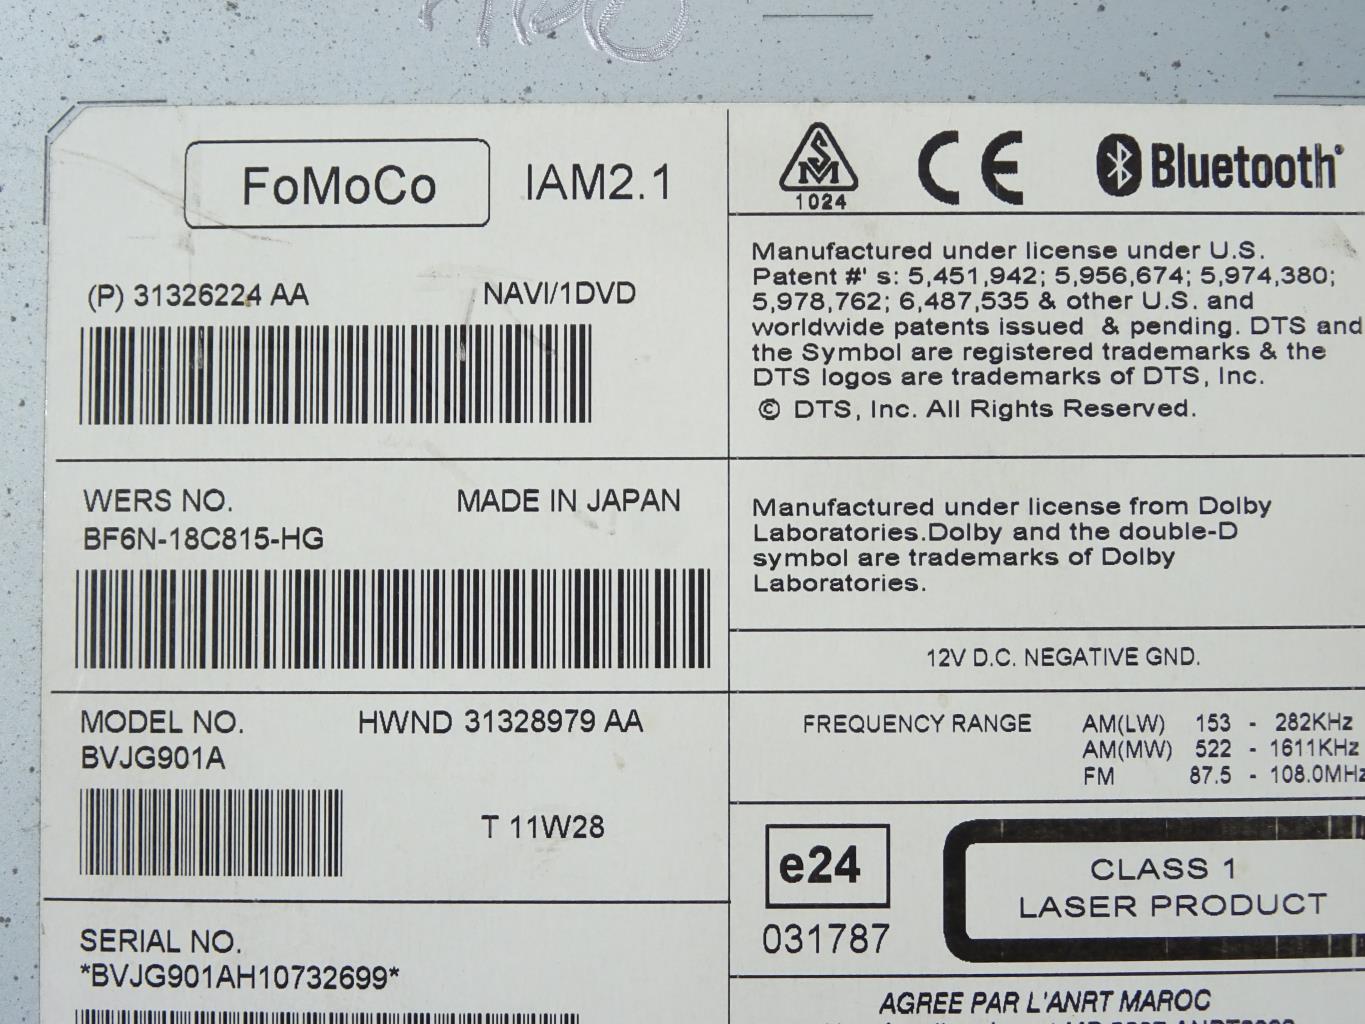 FoMoCo IAM2.1
(P) 31326224 AA NAVI/1DVD
WERS NO. MADE IN JAPAN
BF6N-18C815-HG
MODEL NO. HWND 31328979 AA
BVJG901A
T 11W28
SERIAL NO.
*BVJG901AH10732699*
SM
1024
CE
Bluetooth®
Manufactured under license under U.S.
Patent #' s: 5,451,942; 5,956,674; 5,974,380;
5,978,762; 6,487,535 & other U.S. and
worldwide patents issued & pending. DTS and
the Symbol are registered trademarks & the
DTS logos are trademarks of DTS, Inc.
© DTS, Inc. All Rights Reserved.
Manufactured under license from Dolby
Laboratories.Dolby and the double-D
symbol are trademarks of Dolby
Laboratories.
12V D.C. NEGATIVE GND.
FREQUENCY RANGE AM(LW) 153 - 282KHz
AM(MW) 522 - 1611KHz
FM 87.5 - 108.0MHz
e24
031787
CLASS 1
LASER PRODUCT
AGREE PAR L'ANRT MAROC